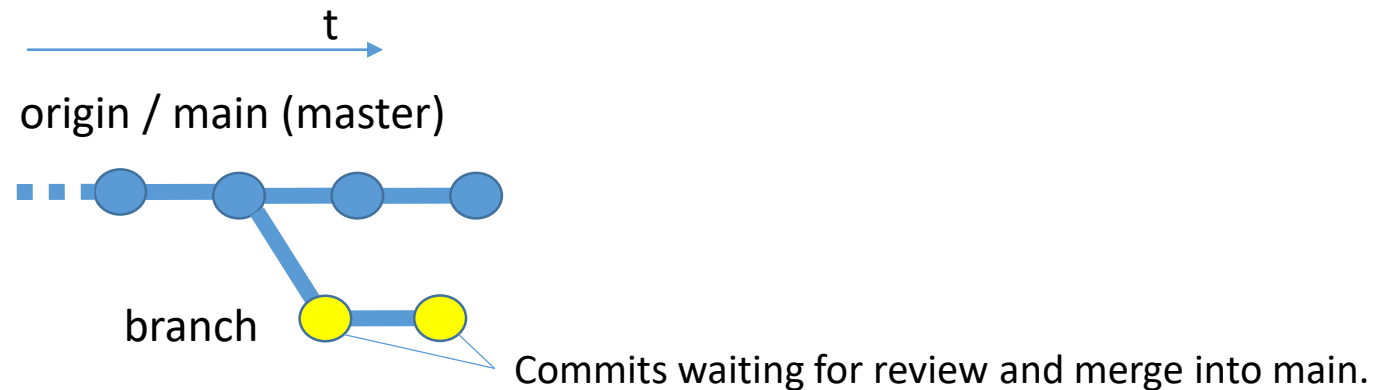 t
origin / main (master)
branch
Commits waiting for review and merge into main.